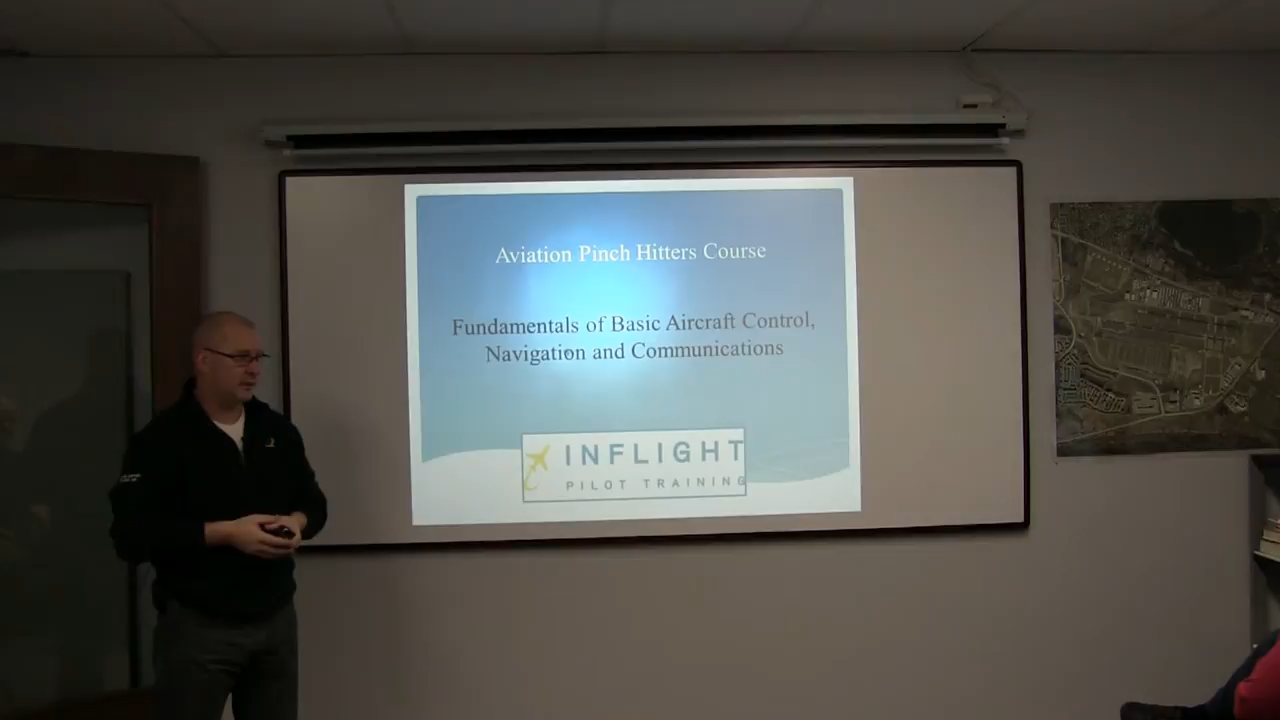 Aviation Pinch Hitters Course
Fundamentals of Basic Aircraft Control,
Navigation and Communications
INFLIGHT
PILOT TRAINING